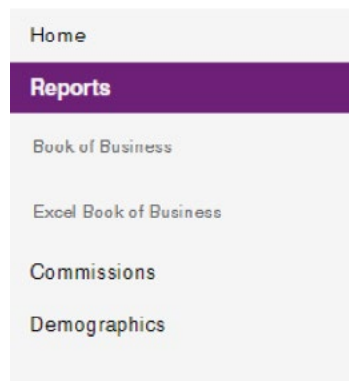 Home
Reports
Book of Business
Excel Book of Business
Commissions
Demographics